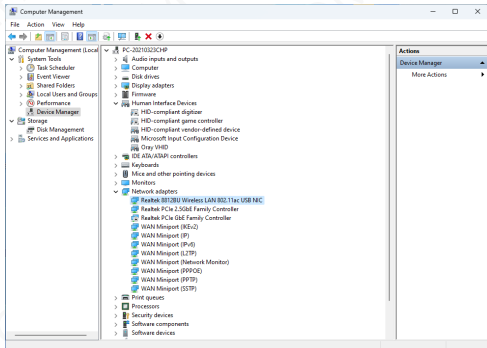 Computer Management
File Action View Help
Computer Management (Local
System Tools
Task Scheduler
Event Viewer
Shared Folders
Local Users and Groups
Performance
Device Manager
Storage
Disk Management
Services and Applications
PC-20210323CHP
Audio inputs and outputs
Computer
Disk drives
Display adapters
Firmware
Human Interface Devices
HID-compliant digitizer
HID-compliant game controller
HID-compliant vendor-defined device
Microsoft Input Configuration Device
Oray VHID
IDE ATA/ATAPI controllers
Keyboards
Mice and other pointing devices
Monitors
Network adapters
Realtek 8812BU Wireless LAN 802.11ac USB NIC
Realtek PCIe 2.5GbE Family Controller
Realtek PCIe GbE Family Controller
WAN Miniport (IKEv2)
WAN Miniport (IP)
WAN Miniport (IPv6)
WAN Miniport (L2TP)
WAN Miniport (Network Monitor)
WAN Miniport (PPPOE)
WAN Miniport (PPTP)
WAN Miniport (SSTP)
Print queues
Processors
Security devices
Software components
Software devices
Actions
Device Manager
More Actions